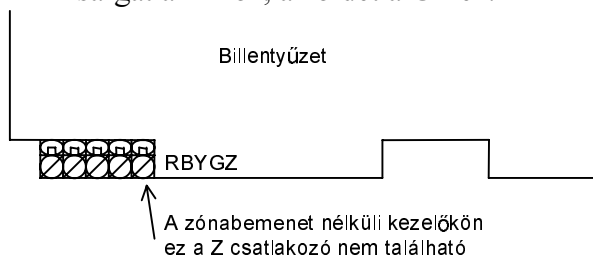 Billentyűzet
RBYGZ
A zónabemenet nélküli kezelőkön
ez a Z csatlakozó nem található